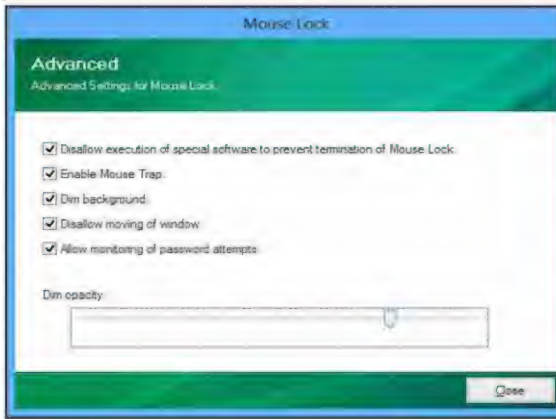 Mouse Lock
Advanced
Advanced Settings for Mouse Lock.
Disallow execution of special software to prevent termination of Mouse Lock.
Enable Mouse Trap.
Dim background.
Disallow moving of window.
Allow monitoring of password attempts.
Dim opacity
Close